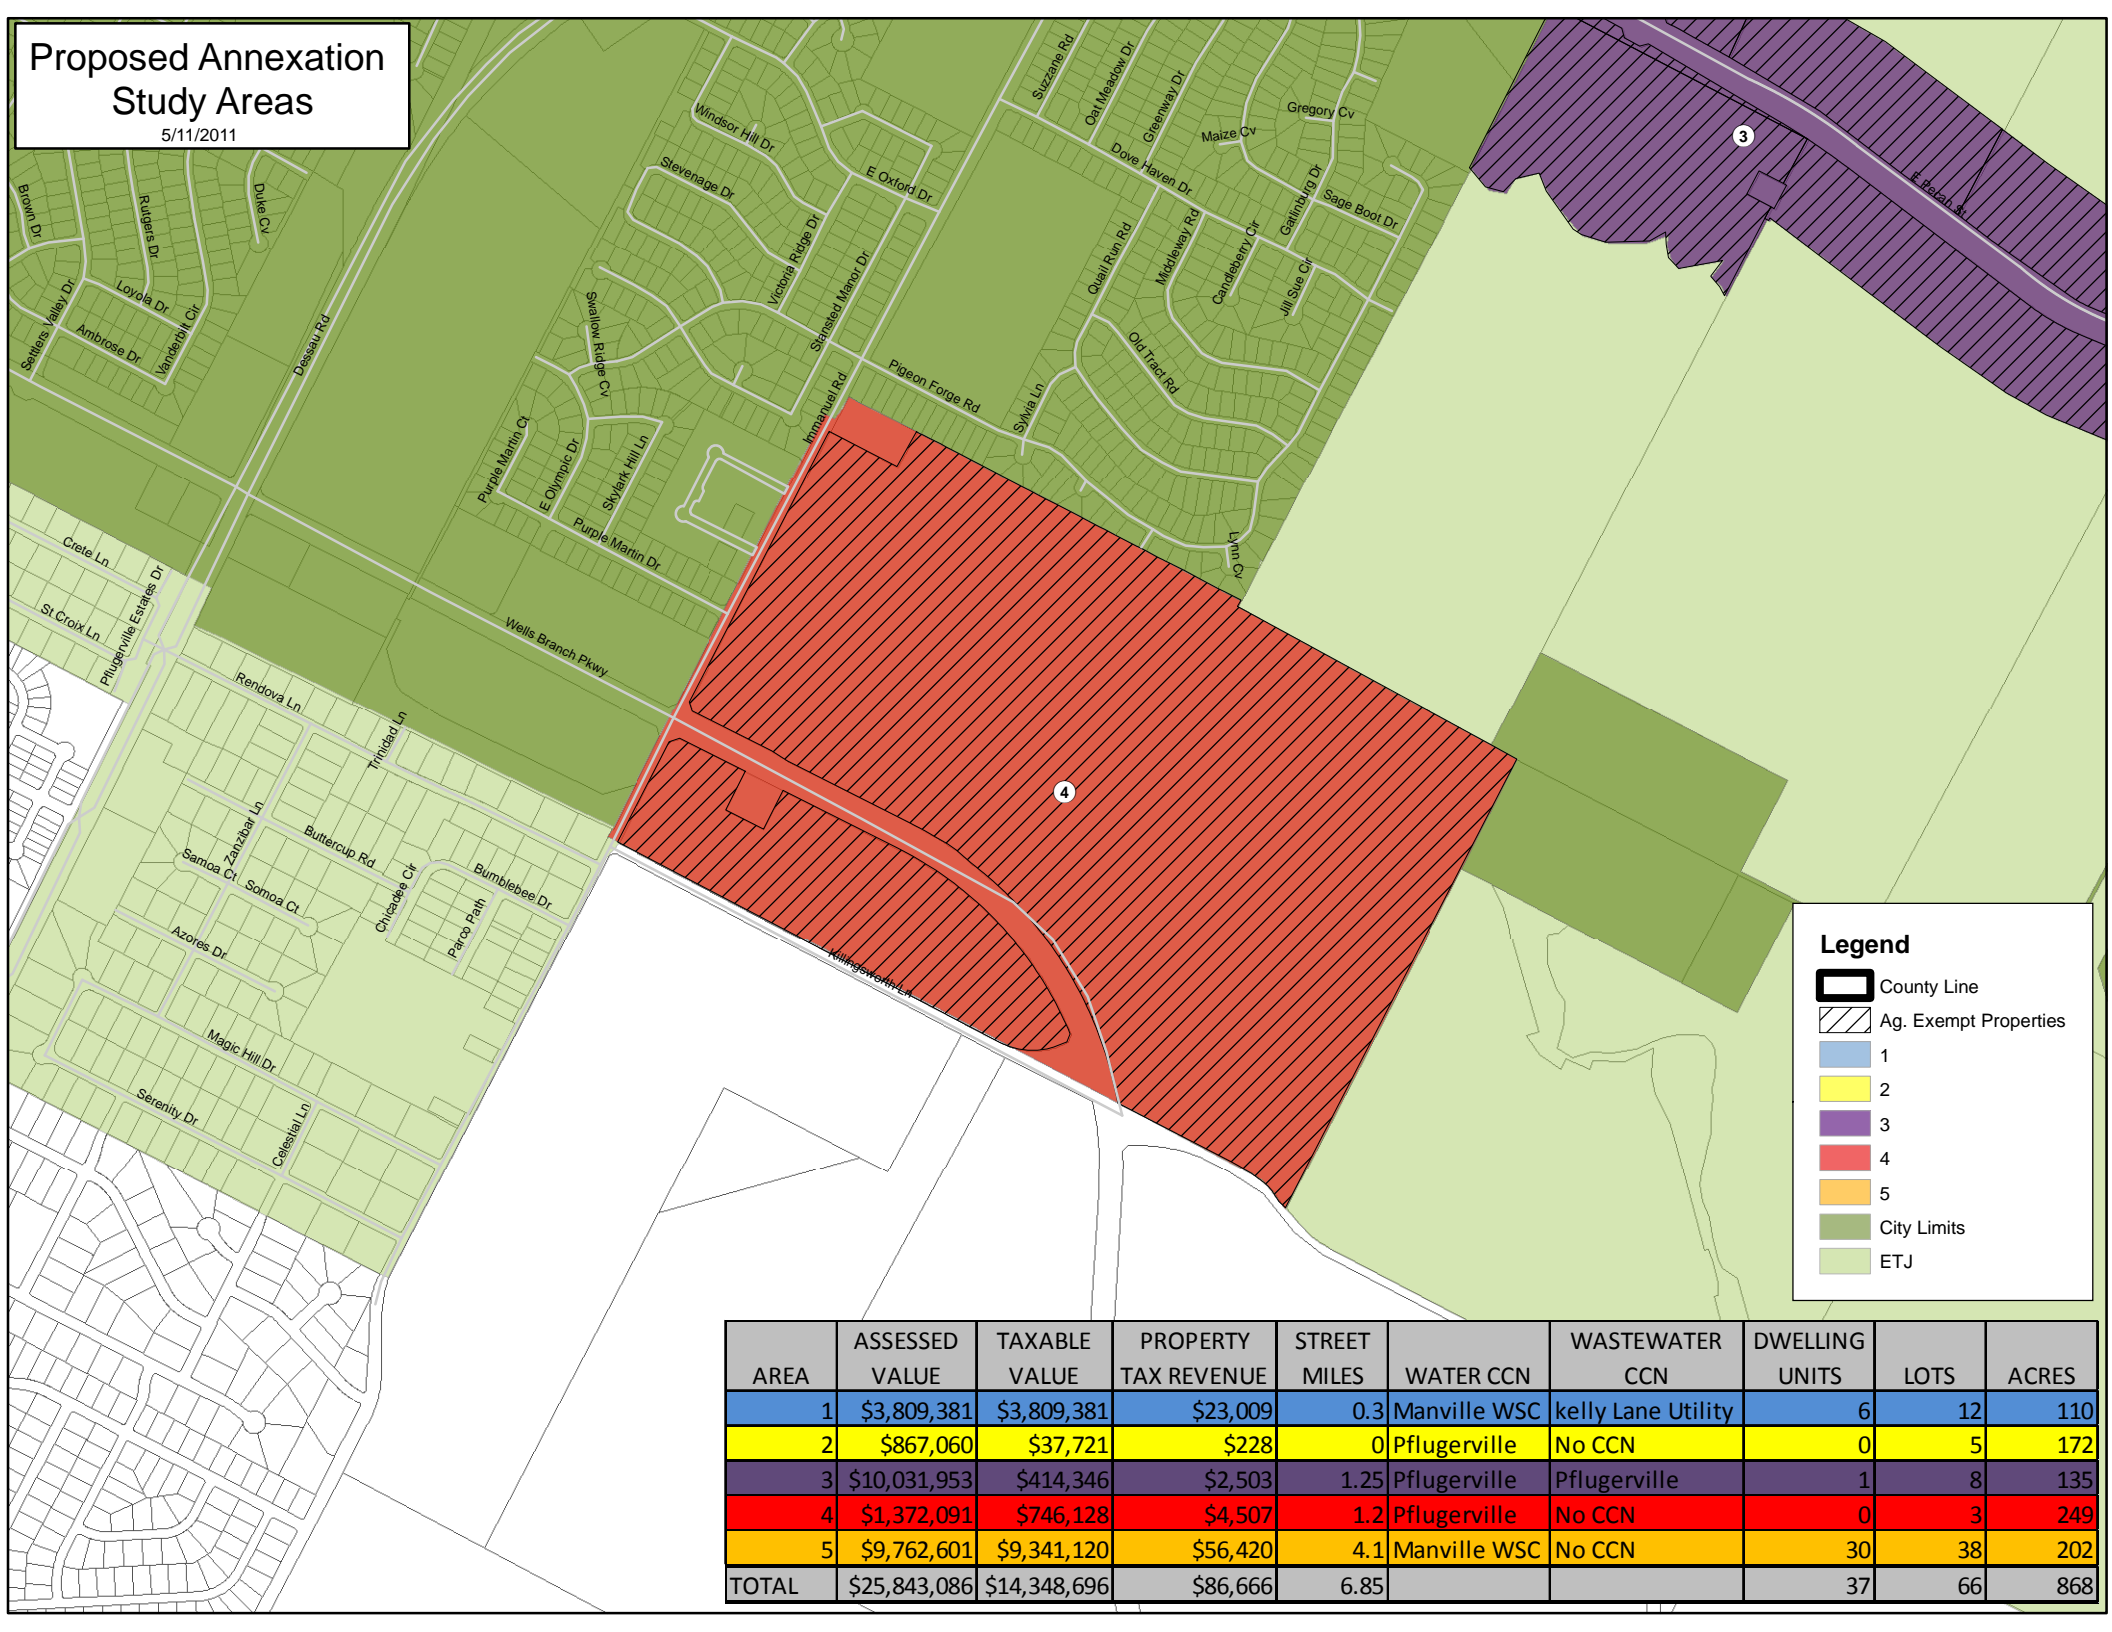 Proposed Annexation
Study Areas
5/11/2011
Suzzane Rd
Oat Meadow Dr
Greenway Dr
Gregory Cv
Maize Cv
Windsor Hill Dr
Stevenage Dr
E Oxford Dr
Dove Haven Dr
Gatlinburg Dr
Sage Boot Dr
3
E Pecan St
Brown Dr
Rutgers Dr
Duke Cv
Victoria Ridge Dr
Stansted Manor Dr
Quail Run Rd
Middleway Rd
Candleberry Cir
Jill Sue Cir
Settlers Valley Dr
Loyola Dr
Ambrose Dr
Vanderbilt Cir
Dessau Rd
Swallow Ridge Cv
Old Tract Rd
Pigeon Forge Rd
Sylvia Ln
Immanuel Rd
Purple Martin Ct
E Olympic Dr
Skylark Hill Ln
Purple Martin Dr
Lynn Cv
Crete Ln
St Croix Ln
Pflugerville Estates Dr
Wells Branch Pkwy
Rendova Ln
Trinidad Ln
4
Zanzibar Ln
Buttercup Rd
Samoa Ct
Somoa Ct
Chicadee Cir
Bumblebee Dr
Parco Path
Azores Dr
Killingsworth Ln
Magic Hill Dr
Serenity Dr
Celestial Ln
Legend
County Line
Ag. Exempt Properties
1
2
3
4
5
City Limits
ETJ
AREA ASSESSED VALUE TAXABLE VALUE PROPERTY TAX REVENUE STREET MILES WATER CCN WASTEWATER CCN DWELLING UNITS LOTS ACRES
1 $3,809,381 $3,809,381 $23,009 0.3 Manville WSC kelly Lane Utility 6 12 110
2 $867,060 $37,721 $228 0 Pflugerville No CCN 0 5 172
3 $10,031,953 $414,346 $2,503 1.25 Pflugerville Pflugerville 1 8 135
4 $1,372,091 $746,128 $4,507 1.2 Pflugerville No CCN 0 3 249
5 $9,762,601 $9,341,120 $56,420 4.1 Manville WSC No CCN 30 38 202
TOTAL $25,843,086 $14,348,696 $86,666 6.85 37 66 868